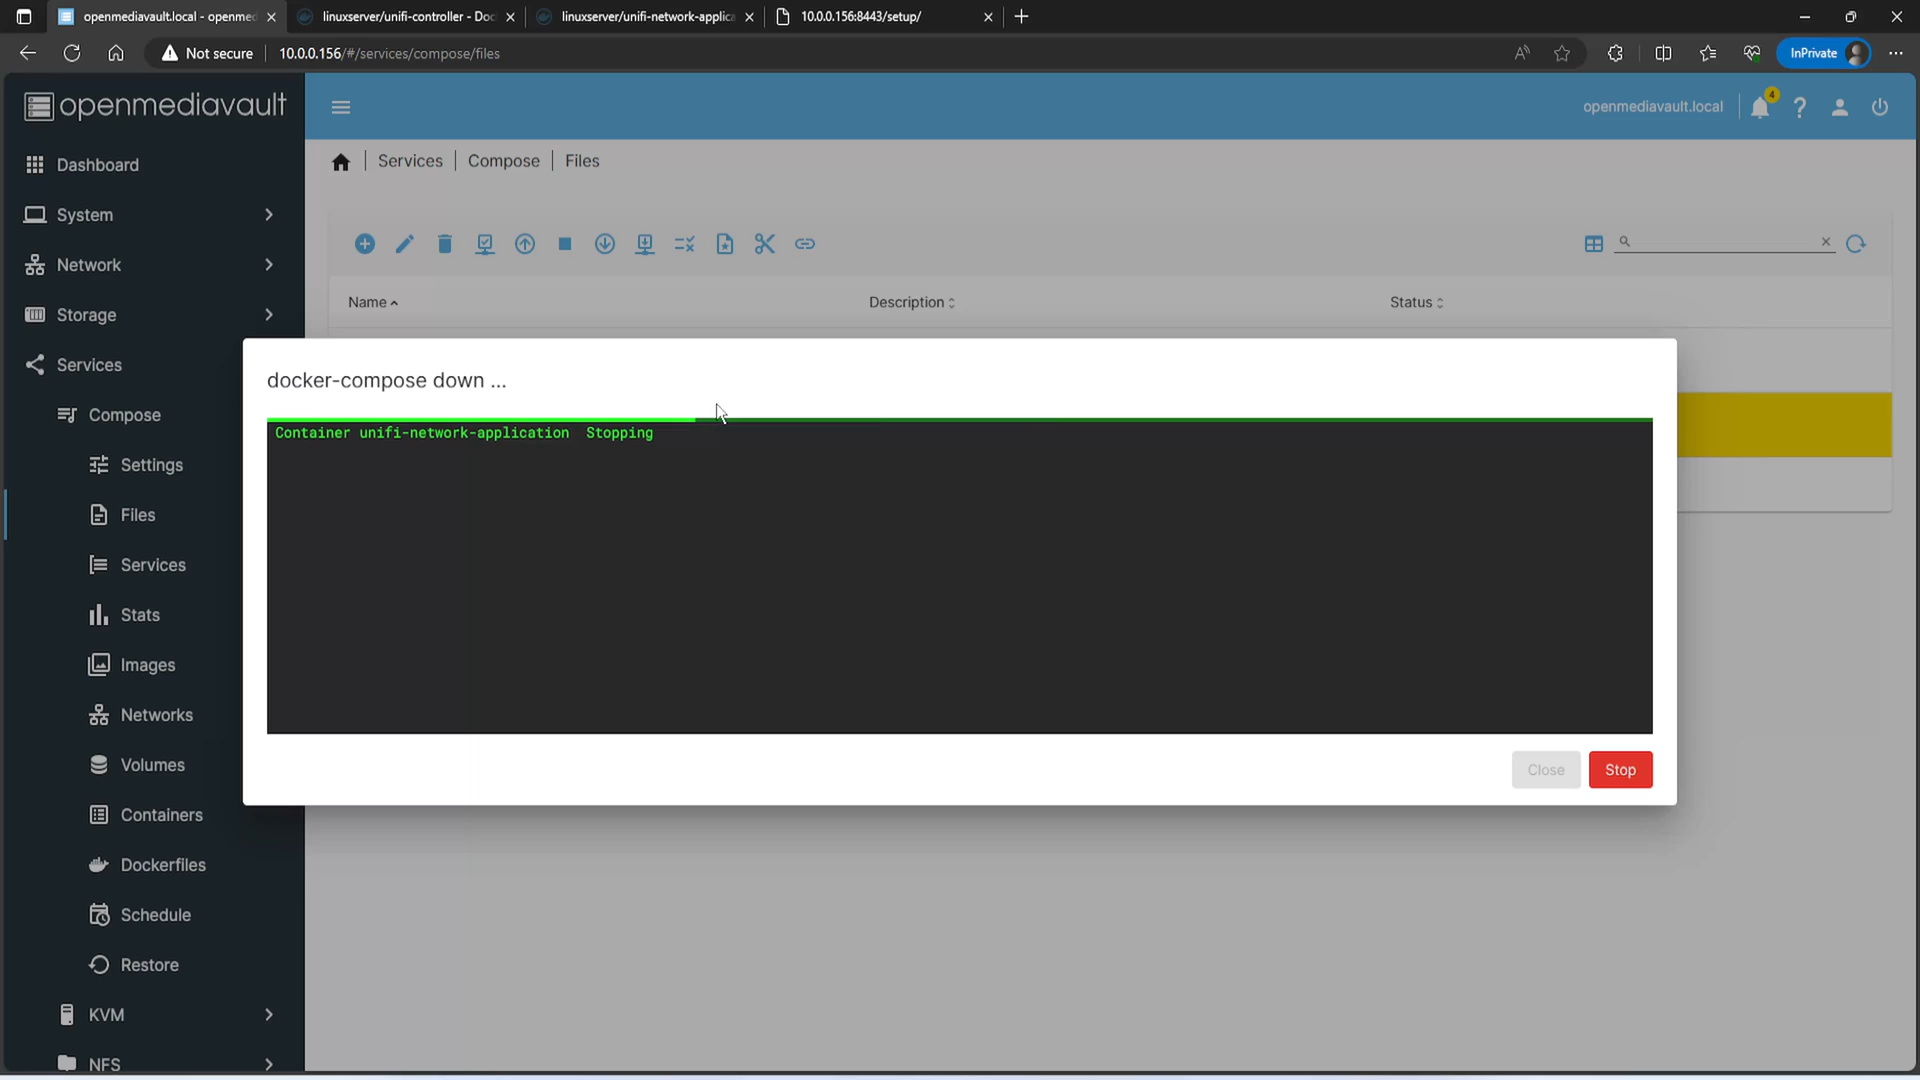 openmediavault.local - openmec
linuxserver/unifi-controller - Doc
linuxserver/unifi-network-applica
10.0.0.156:8443/setup/
Not secure
10.0.0.156/#/services/compose/files
InPrivate
openmediavault
openmediavault.local
4
Dashboard
System
Network
Storage
Services
Compose
Settings
Files
Services
Stats
Images
Networks
Volumes
Containers
Dockerfiles
Schedule
Restore
KVM
NFS
Services | Compose | Files
Name
Description
Status
docker-compose down ...
Container unifi-network-application Stopping
Close
Stop